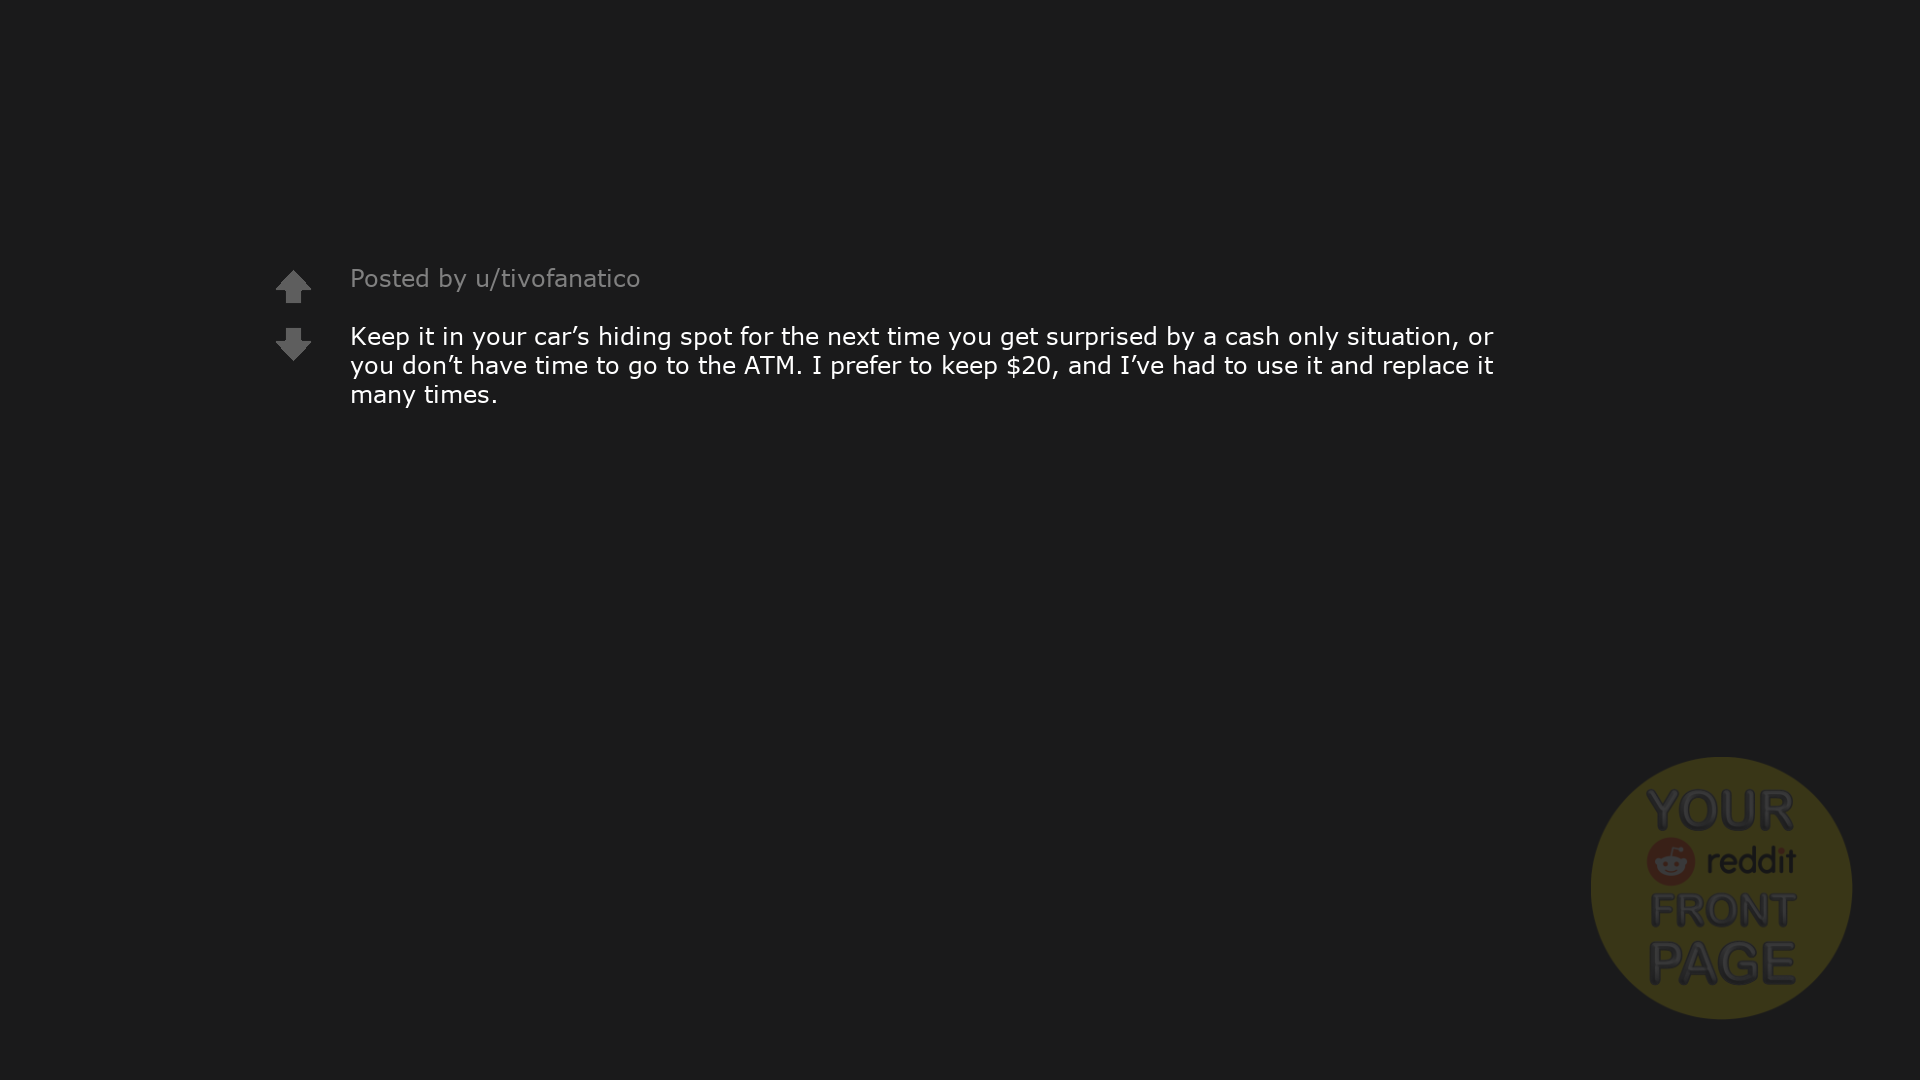 Posted by u/tivofanatico
Keep it in your car’s hiding spot for the next time you get surprised by a cash only situation, or
you don’t have time to go to the ATM. I prefer to keep $20, and I’ve had to use it and replace it
many times.
YOUR
reddit
FRONT
PAGE